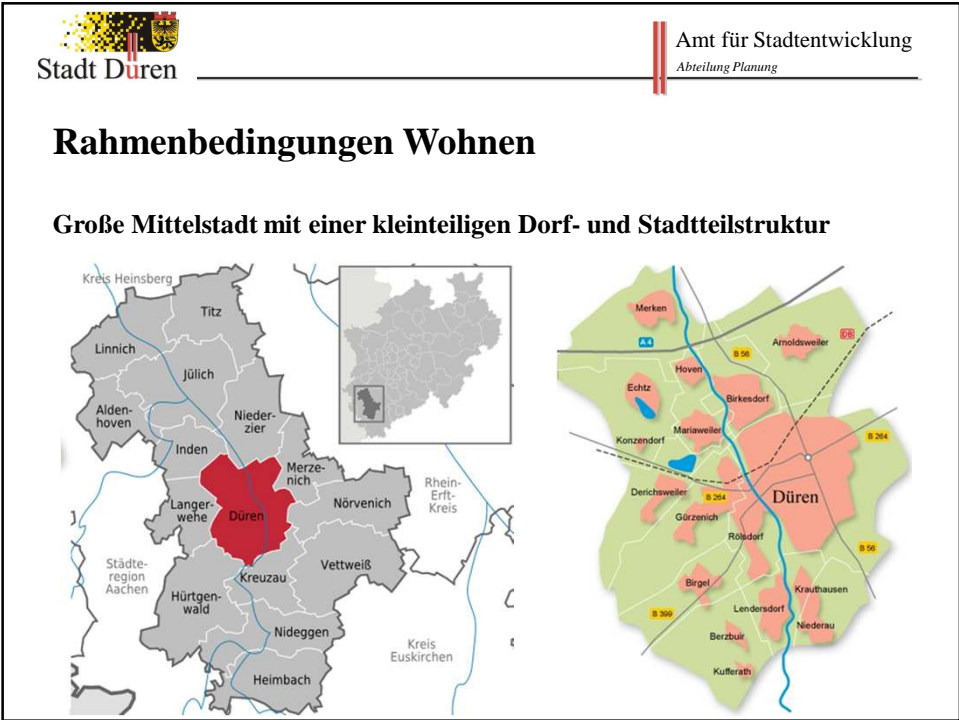 Stadt Düren
Amt für Stadtentwicklung
Abteilung Planung
Rahmenbedingungen Wohnen
Große Mittelstadt mit einer kleinteiligen Dorf- und Stadtteilstruktur
Kreis Heinsberg
Titz
Linnich
Jülich
Alden-
hoven
Nieder-
zier
Inden
Merze-
nich
Langer-
wehe
Düren
Nörvenich
Rhein-
Erft-
Kreis
Städte-
region
Aachen
Kreuzau
Vettweiß
Hürtgen-
wald
Nideggen
Kreis
Euskirchen
Heimbach
Merken
A 4
B 56
Arnoldsweiler
DB
Hoven
Echtz
Birkesdorf
Mariaweiler
Konzendorf
B 264
Derichsweiler
B 264
Düren
Gürzenich
Rölsdorf
B 56
Birgel
Krauthausen
Lendersdorf
B 399
Niederau
Berzbuir
Kufferath